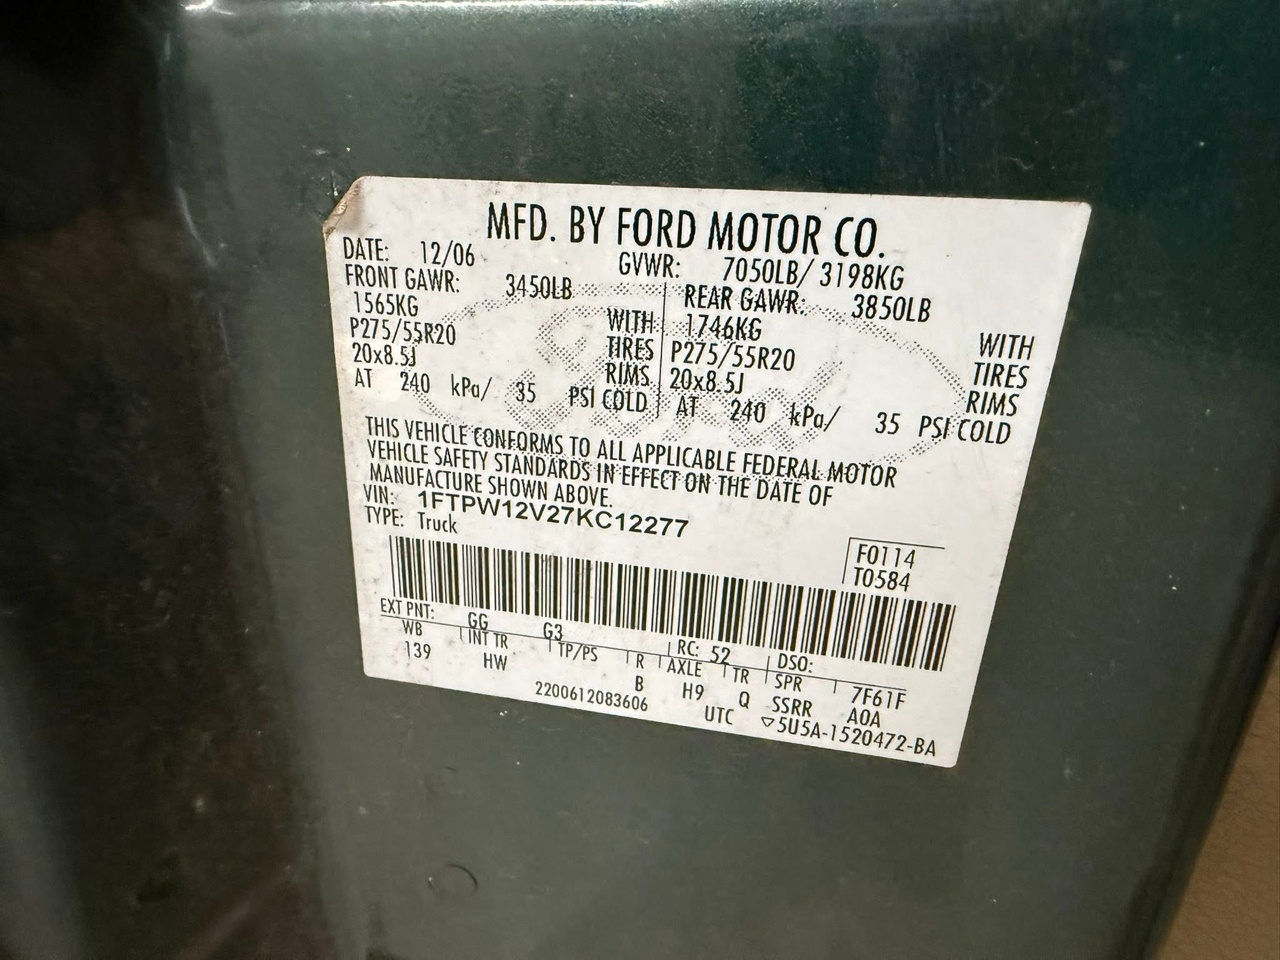 MFD. BY FORD MOTOR CO.
DATE: 12/06 GVWR: 7050LB/ 3198KG
FRONT GAWR: 3450LB REAR GAWR: 3850LB
1565KG WITH 1746KG WITH
P275/55R20 TIRES P275/55R20 TIRES
20x8.5J RIMS 20x8.5J RIMS
AT 240 kPa/ 35 PSI COLD AT 240 kPa/ 35 PSI COLD
THIS VEHICLE CONFORMS TO ALL APPLICABLE FEDERAL MOTOR
VEHICLE SAFETY STANDARDS IN EFFECT ON THE DATE OF
MANUFACTURE SHOWN ABOVE.
VIN: 1FTPW12V27KC12277
TYPE: Truck
F0114
T0584
EXT PNT: GG G3 RC: 52 DSO:
WB INT TR TP/PS R AXLE TR SPR 7F61F
139 HW B H9 Q SSRR A0A
2200612083606 UTC ▽5U5A-1520472-BA